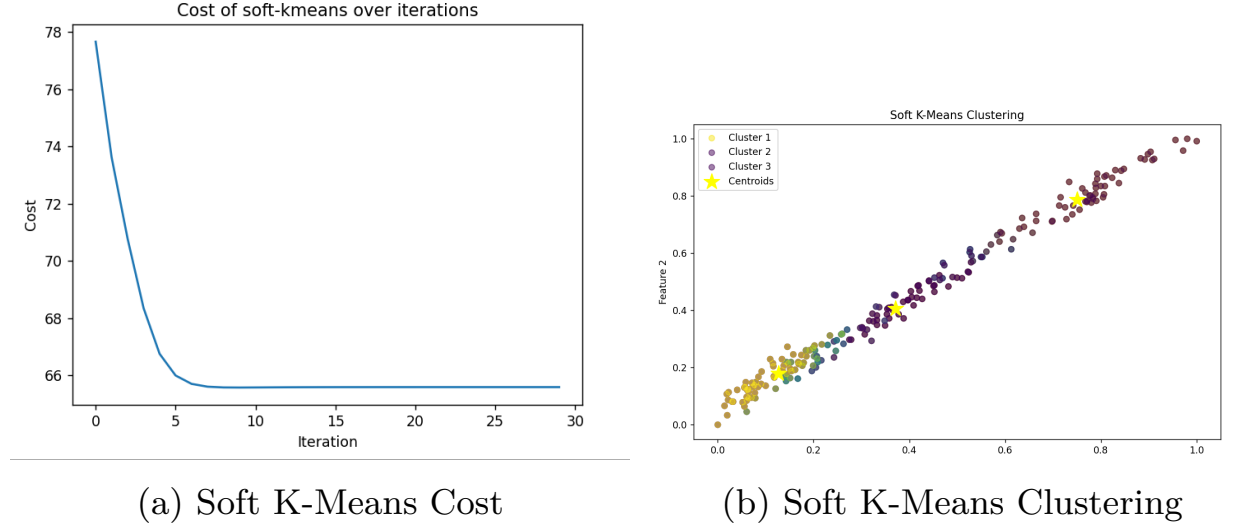 Cost of soft-kmeans over iterations
78
76
74
72
70
68
66
Cost
0 5 10 15 20 25 30
Iteration
(a) Soft K-Means Cost
Soft K-Means Clustering
Cluster 1
Cluster 2
Cluster 3
Centroids
1.0
0.8
0.6
0.4
0.2
0.0
Feature 2
0.0 0.2 0.4 0.6 0.8 1.0
(b) Soft K-Means Clustering